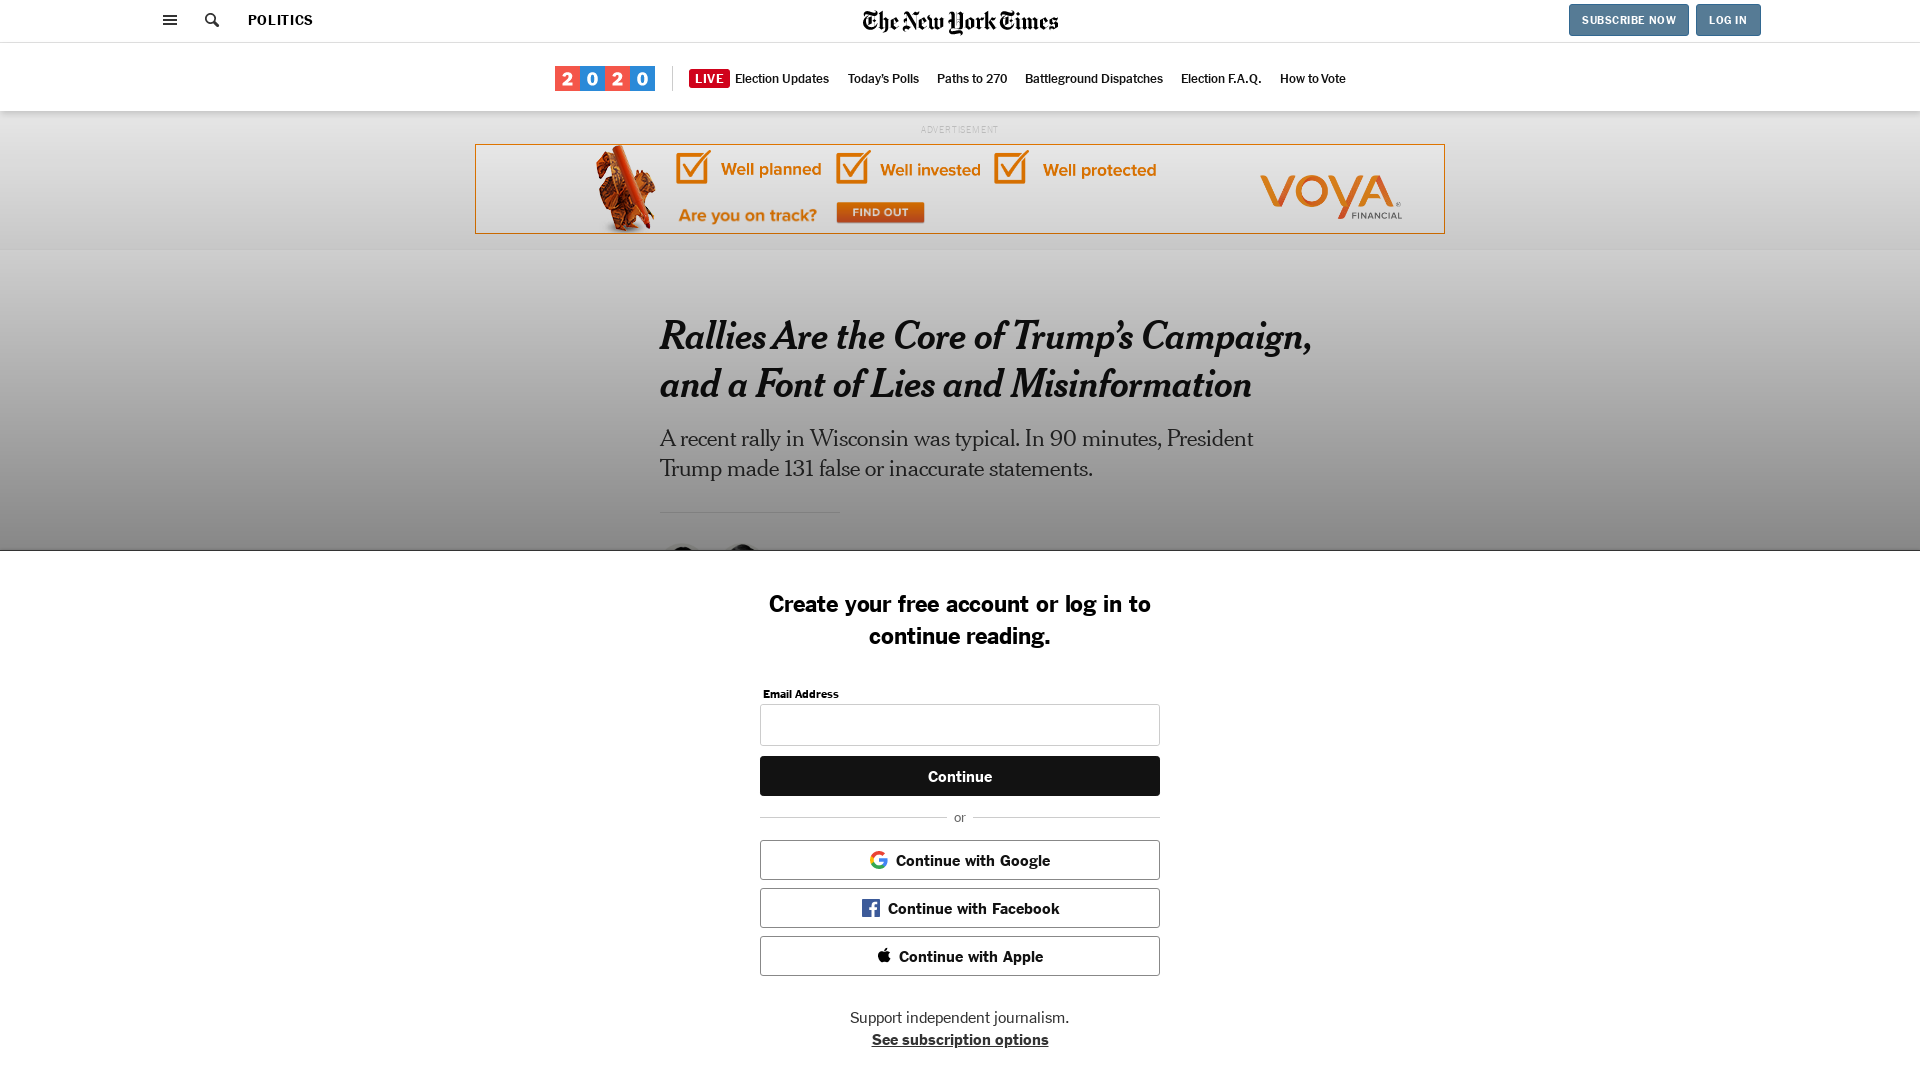 POLITICS
The New York Times
SUBSCRIBE NOW
LOG IN
2020
LIVE Election Updates
Today's Polls
Paths to 270
Battleground Dispatches
Election F.A.Q.
How to Vote
ADVERTISEMENT
Well planned
Well invested
Well protected
Are you on track?
FIND OUT
VOYA
FINANCIAL
Rallies Are the Core of Trump’s Campaign,
and a Font of Lies and Misinformation
A recent rally in Wisconsin was typical. In 90 minutes, President
Trump made 131 false or inaccurate statements.
Create your free account or log in to
continue reading.
Email Address
Continue
or
Continue with Google
Continue with Facebook
Continue with Apple
Support independent journalism.
See subscription options